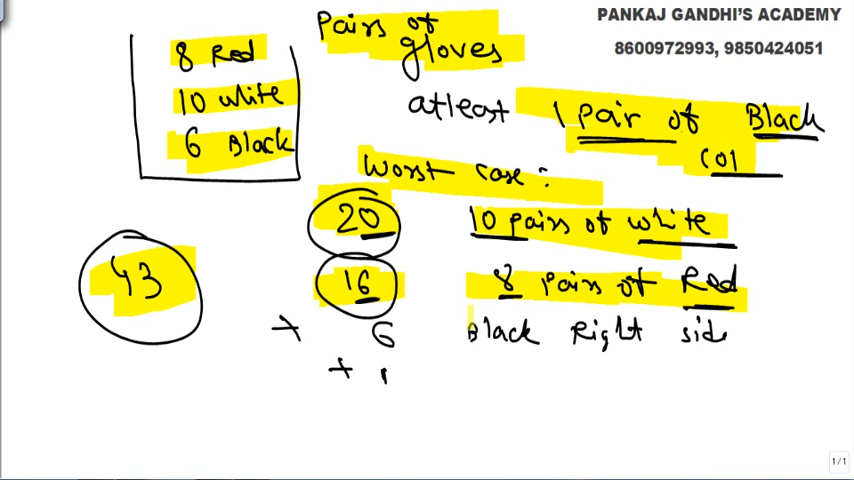 PANKAJ GANDHI'S ACADEMY
8600972993, 9850424051
Pairs of
gloves
8 Red
10 White
6 Black
atleast 1 pair of Black
col
Worst case:
20 10 pairs of white
43
16 8 pairs of Red
+ 6 Black Right side
+ 1
1/1